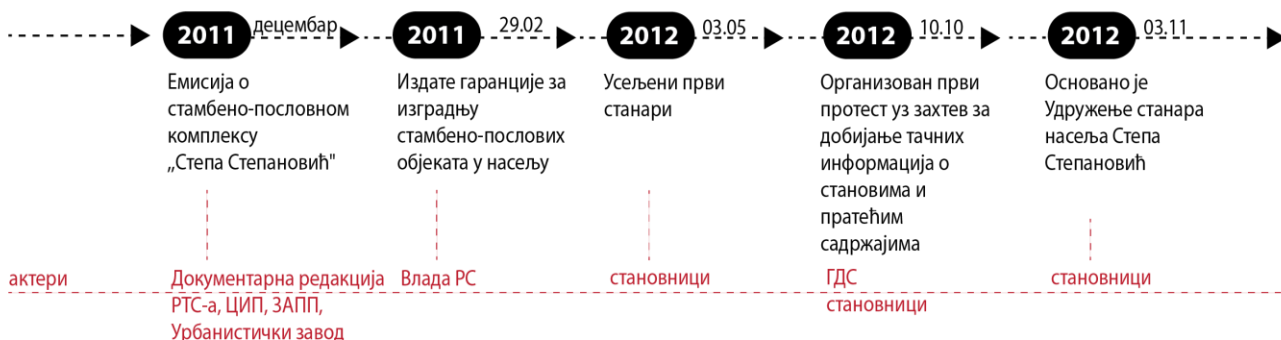 2011 децембар
Емисија о
стамбено-пословном
комплексу
„Степа Степановић"
2011 29.02
Издате гаранције за
изградњу
стамбено-послових
објеката у насељу
2012 03.05
Усељени први
станари
2012 10.10
Организован први
протест уз захтев за
добијање тачних
информација о
становима и
пратећим
садржајима
2012 03.11
Основано је
Удружење станара
насеља Степа
Степановић
актери
Документарна редакција
РТС-а, ЦИП, ЗАПП,
Урбанистички завод
Влада РС
становници
ГДС
становници
становници